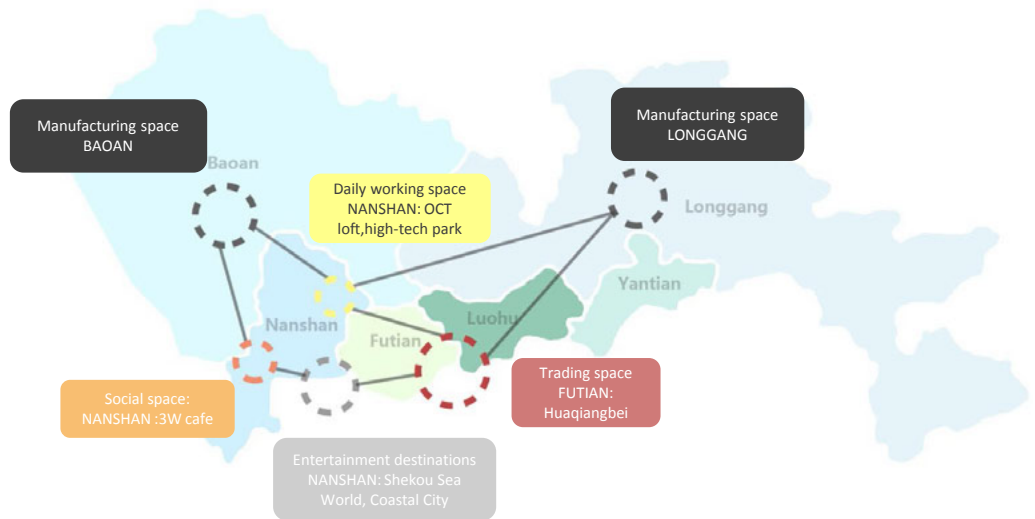 Manufacturing space
BAOAN
Manufacturing space
LONGGANG
Baoan
Daily working space
NANSHAN: OCT
loft,high-tech park
Longgang
Yantian
Nanshan
Luohu
Futian
Social space:
NANSHAN :3W cafe
Trading space
FUTIAN:
Huaqiangbei
Entertainment destinations
NANSHAN: Shekou Sea
World, Coastal City